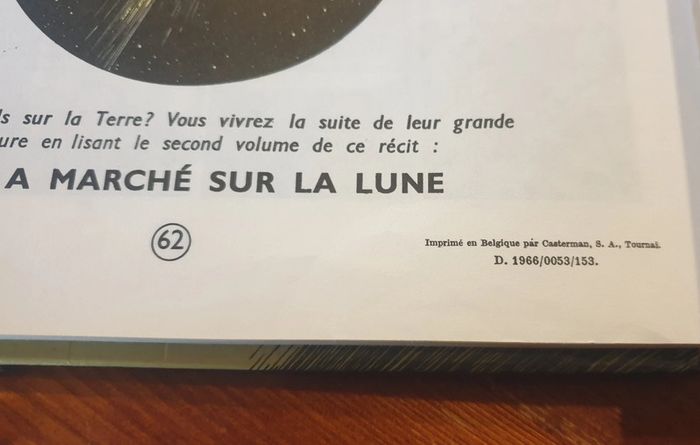 s sur la Terre? Vous vivrez la suite de leur grande
ure en lisant le second volume de ce récit :
A MARCHÉ SUR LA LUNE
62
Imprimé en Belgique par Casterman, S. A., Tournai.
D. 1966/0053/153.